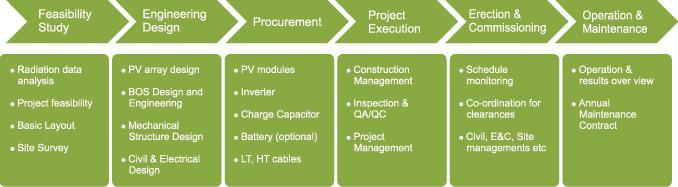 Feasibility
Study
Engineering
Design
Procurement
Project
Execution
Erection &
Commissioning
Operation &
Maintenance
• Radiation data
analysis
• Project feasibility
• Basic Layout
• Site Survey
• PV array design
• BOS Design and
Engineering
• Mechanical
Structure Design
• Civil & Electrical
Design
• PV modules
• Inverter
• Charge Capacitor
• Battery (optional)
• LT, HT cables
• Construction
Management
• Inspection &
QA/QC
• Project
Management
• Schedule
monitoring
• Co-ordination for
clearances
• Civil, E&C, Site
managements etc
• Operation &
results over view
• Annual
Maintenance
Contract